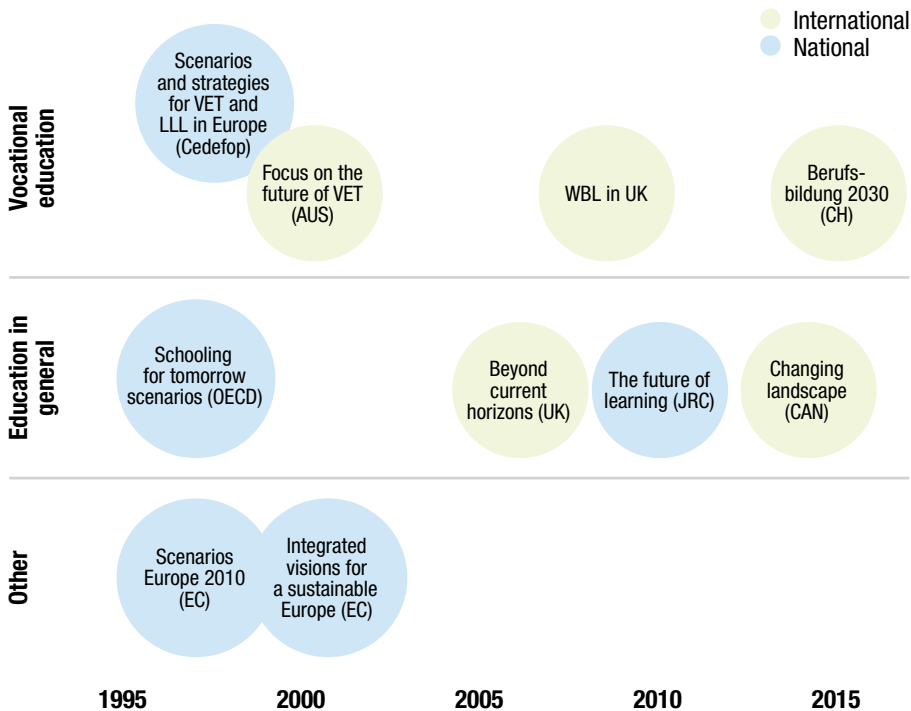 International
National
Vocational
education
Scenarios
and strategies
for VET and
LLL in Europe
(Cedefop)
Focus on the
future of VET
(AUS)
WBL in UK
Berufs-
bildung 2030
(CH)
Education in
general
Schooling
for tomorrow
scenarios (OECD)
Beyond
current
horizons (UK)
The future of
learning (JRC)
Changing
landscape
(CAN)
Other
Scenarios
Europe 2010
(EC)
Integrated
visions for
a sustainable
Europe (EC)
1995 2000 2005 2010 2015